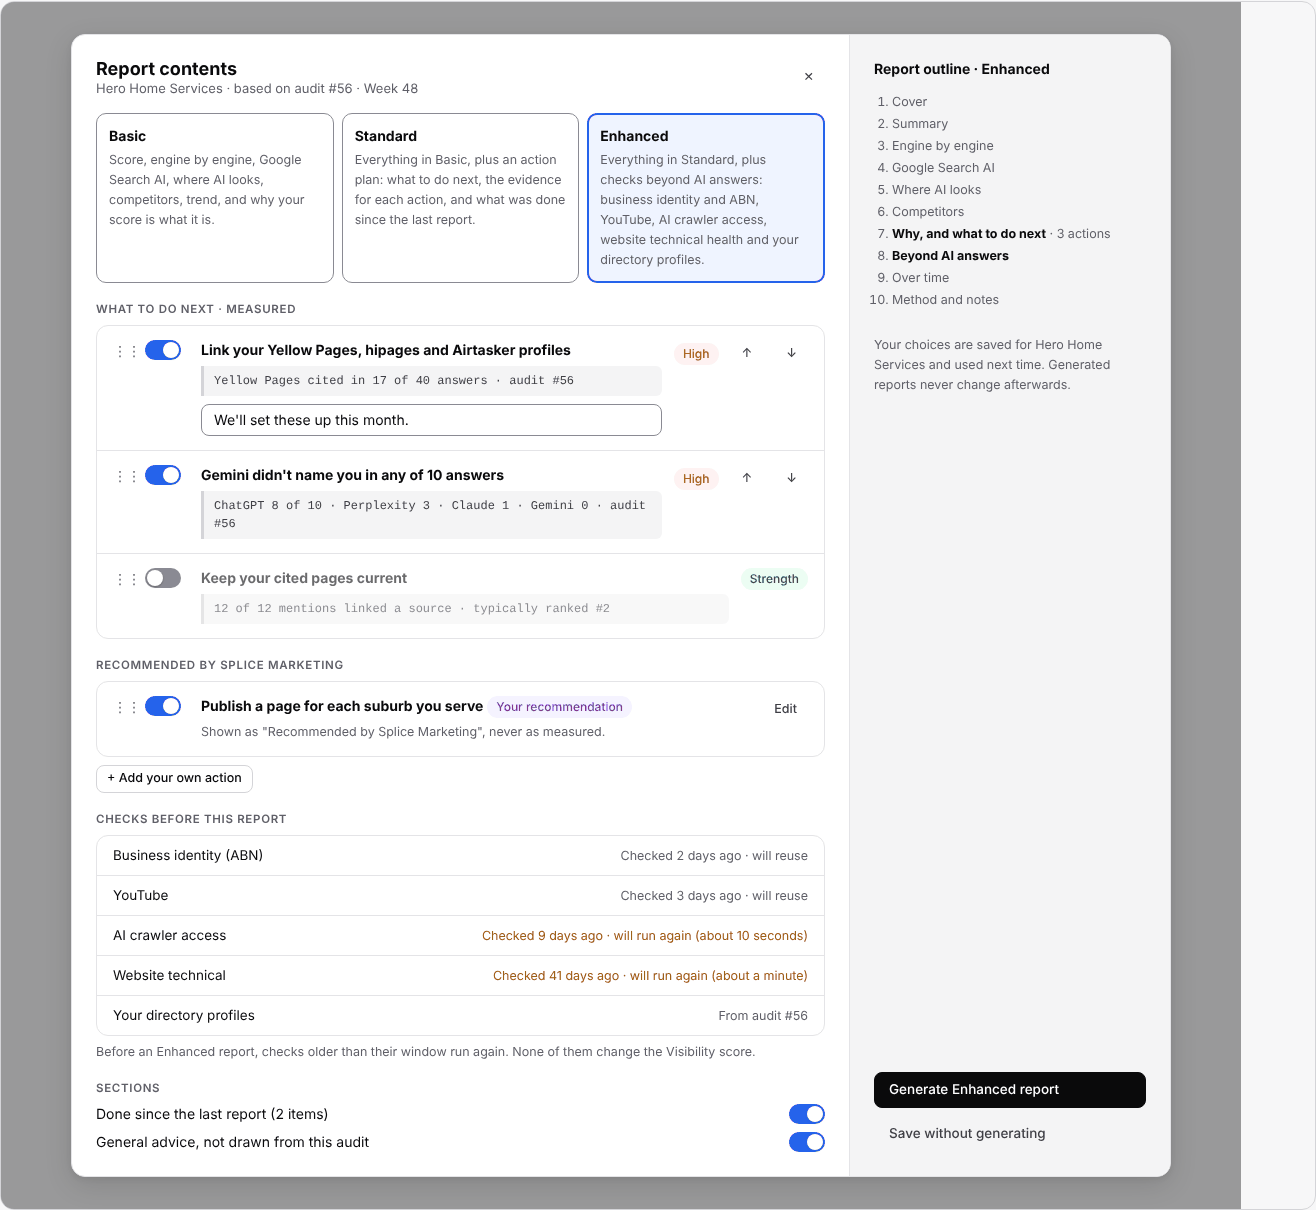 Report contents
Hero Home Services · based on audit #56 · Week 48
×
Basic
Score, engine by engine, Google
Search AI, where AI looks,
competitors, trend, and why your
score is what it is.
Standard
Everything in Basic, plus an action
plan: what to do next, the evidence
for each action, and what was done
since the last report.
Enhanced
Everything in Standard, plus
checks beyond AI answers:
business identity and ABN,
YouTube, AI crawler access,
website technical health and your
directory profiles.
WHAT TO DO NEXT · MEASURED
Link your Yellow Pages, hipages and Airtasker profiles
High ↑ ↓
Yellow Pages cited in 17 of 40 answers · audit #56
We'll set these up this month.
Gemini didn't name you in any of 10 answers
High ↑ ↓
ChatGPT 8 of 10 · Perplexity 3 · Claude 1 · Gemini 0 · audit
#56
Keep your cited pages current
Strength
12 of 12 mentions linked a source · typically ranked #2
RECOMMENDED BY SPLICE MARKETING
Publish a page for each suburb you serve Your recommendation
Edit
Shown as "Recommended by Splice Marketing", never as measured.
+ Add your own action
CHECKS BEFORE THIS REPORT
Business identity (ABN) Checked 2 days ago · will reuse
YouTube Checked 3 days ago · will reuse
AI crawler access Checked 9 days ago · will run again (about 10 seconds)
Website technical Checked 41 days ago · will run again (about a minute)
Your directory profiles From audit #56
Before an Enhanced report, checks older than their window run again. None of them change the Visibility score.
SECTIONS
Done since the last report (2 items)
General advice, not drawn from this audit
Report outline · Enhanced
1. Cover
2. Summary
3. Engine by engine
4. Google Search AI
5. Where AI looks
6. Competitors
7. Why, and what to do next · 3 actions
8. Beyond AI answers
9. Over time
10. Method and notes
Your choices are saved for Hero Home
Services and used next time. Generated
reports never change afterwards.
Generate Enhanced report
Save without generating